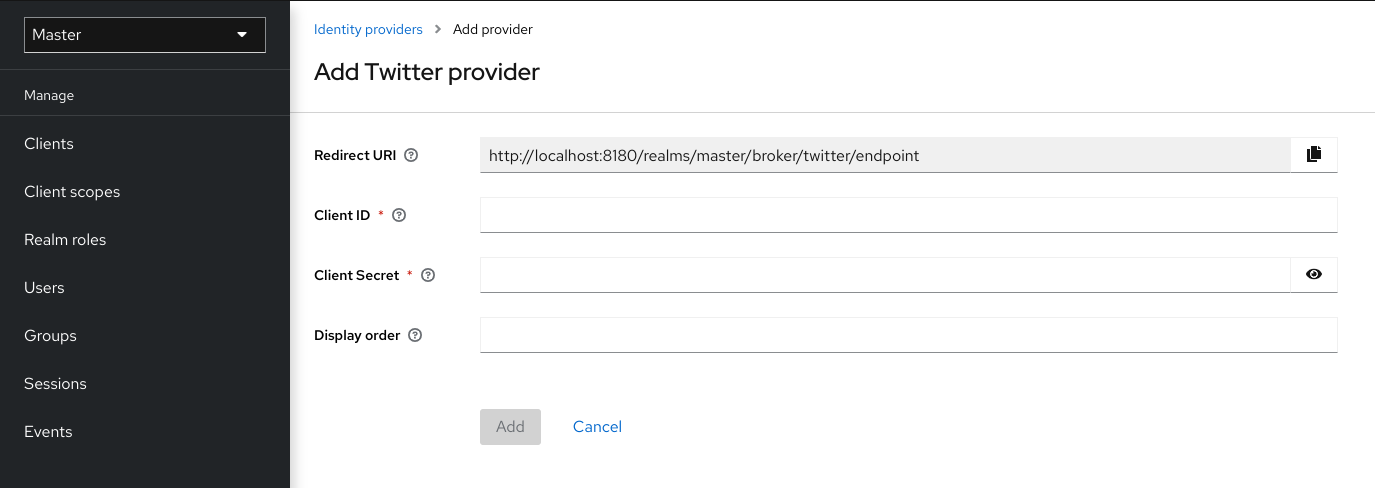 Master
Manage
Clients
Client scopes
Realm roles
Users
Groups
Sessions
Events
Identity providers > Add provider
Add Twitter provider
Redirect URI
http://localhost:8180/realms/master/broker/twitter/endpoint
Client ID *
Client Secret *
Display order
Add Cancel